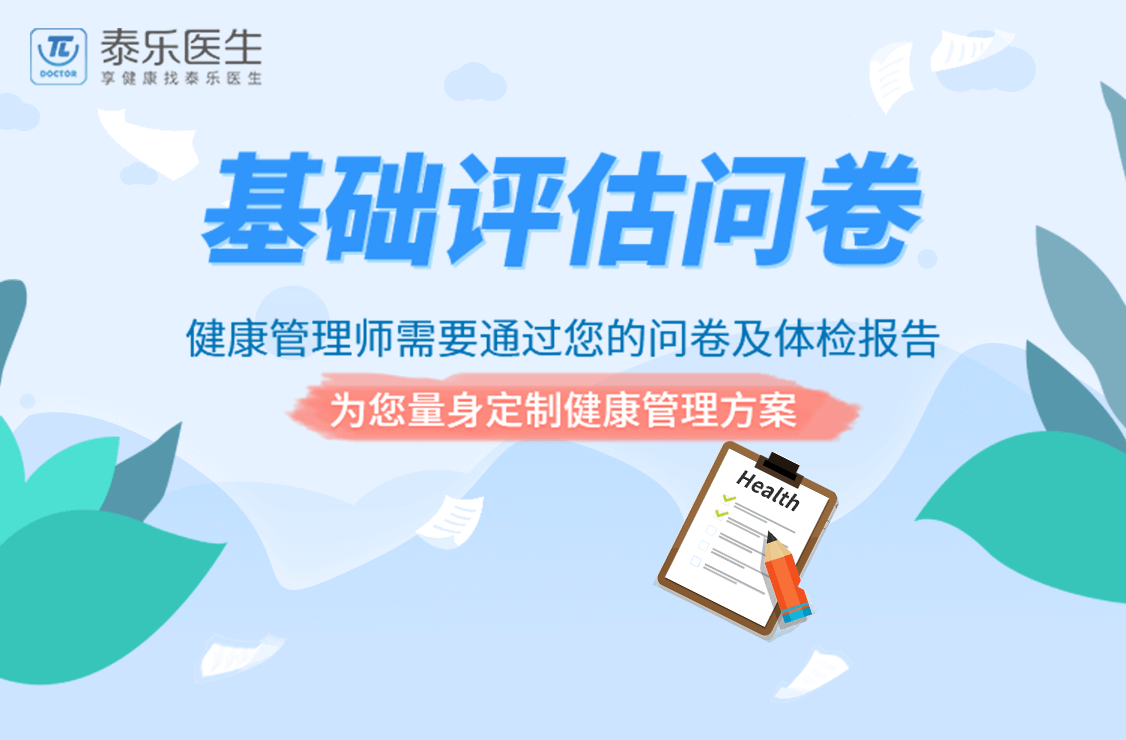 TL
DOCTOR
泰乐医生
享健康找泰乐医生
基础评估问卷
健康管理师需要通过您的问卷及体检报告
为您量身定制健康管理方案
Health